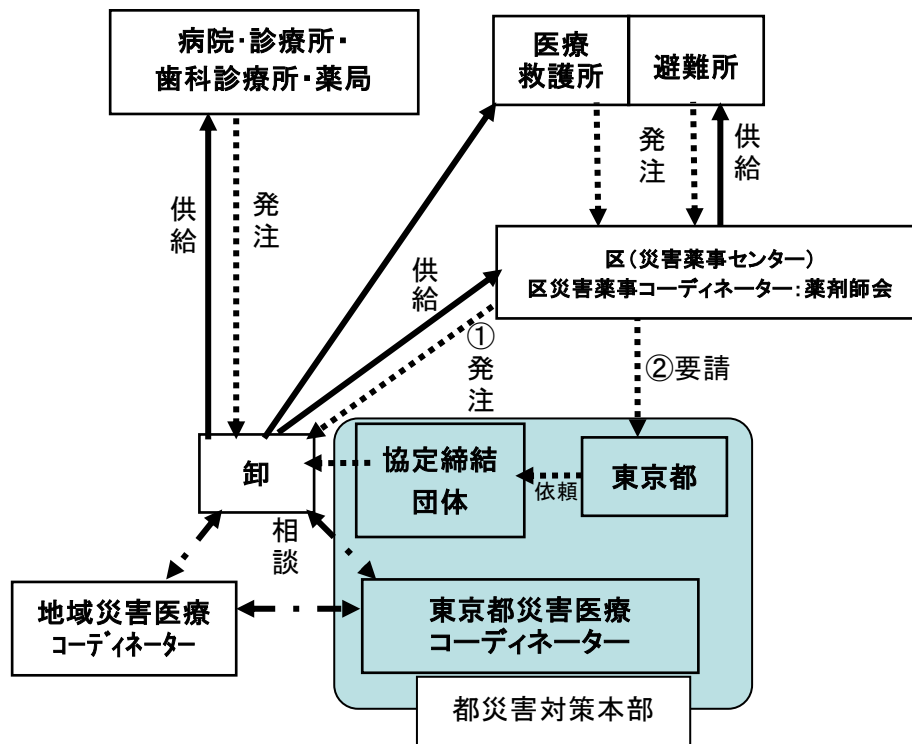 病院・診療所・
歯科診療所・薬局
医療
救護所
避難所
供給
発注
発注
供給
区(災害薬事センター)
区災害薬事コーディネーター:薬剤師会
供給
①発注
②要請
卸
協定締結
団体
依頼
東京都
相談
地域災害医療
コーディネーター
東京都災害医療
コーディネーター
都災害対策本部